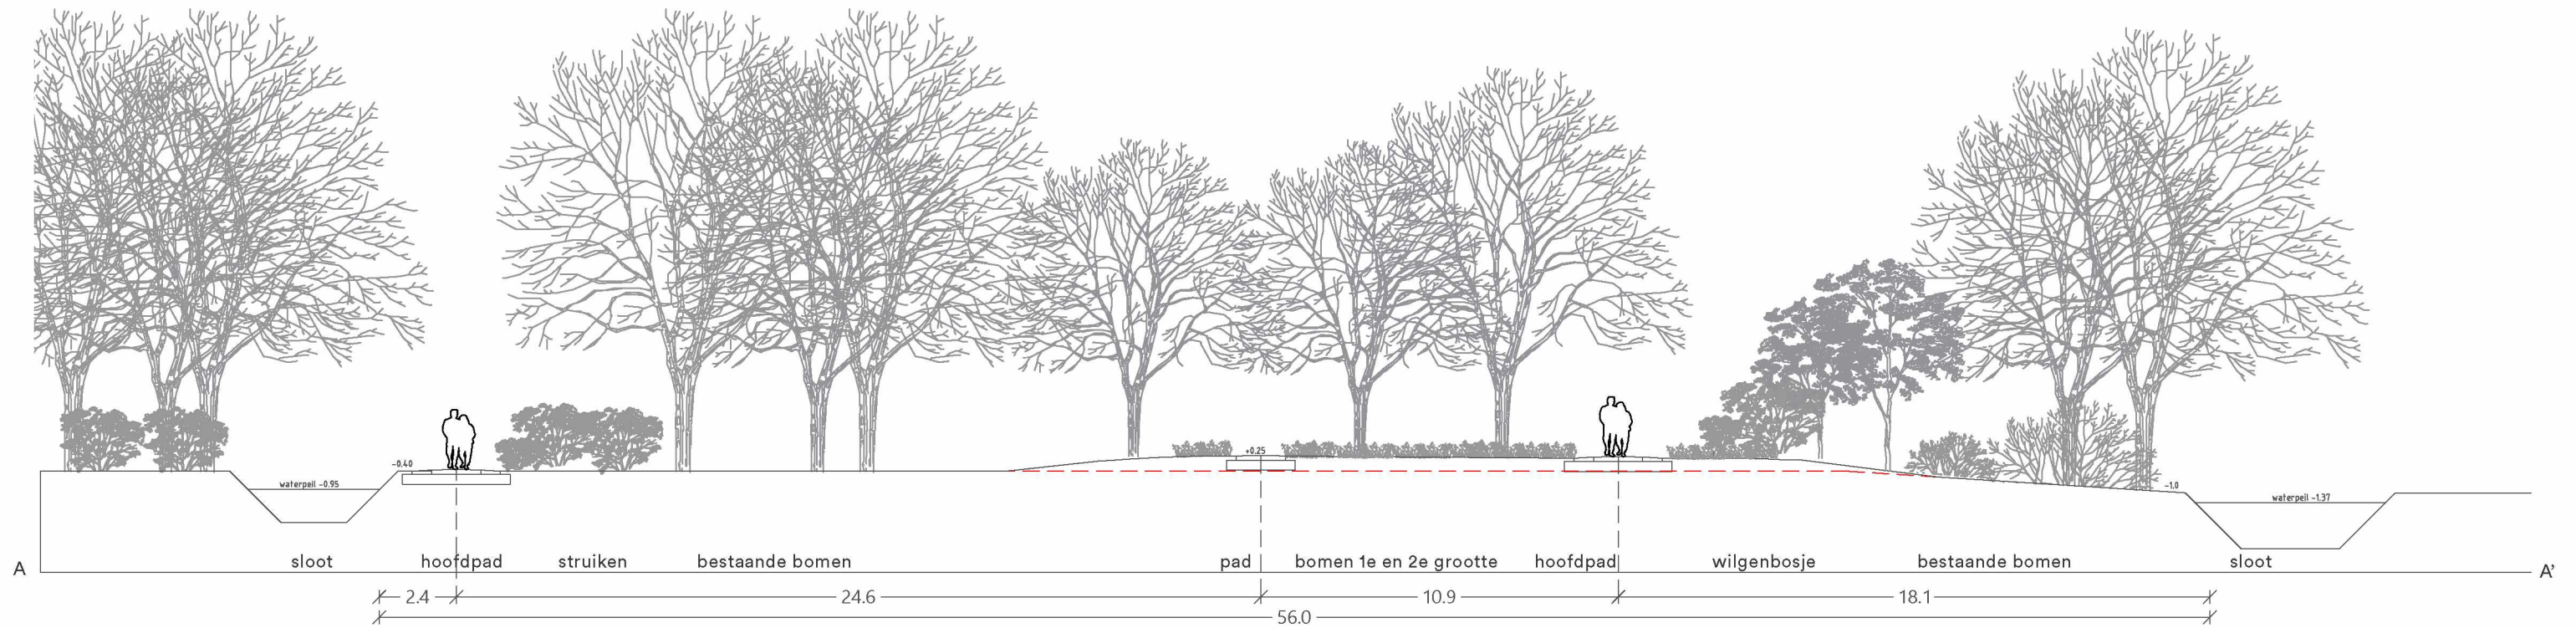 +0.25
-0.40
waterpeil -0.95
-1.0
waterpeil -1.37
sloot hoofdpad struiken bestaande bomen pad bomen 1e en 2e grootte hoofdpad wilgenbosje bestaande bomen sloot
A A'
2.4 24.6 10.9 18.1
56.0